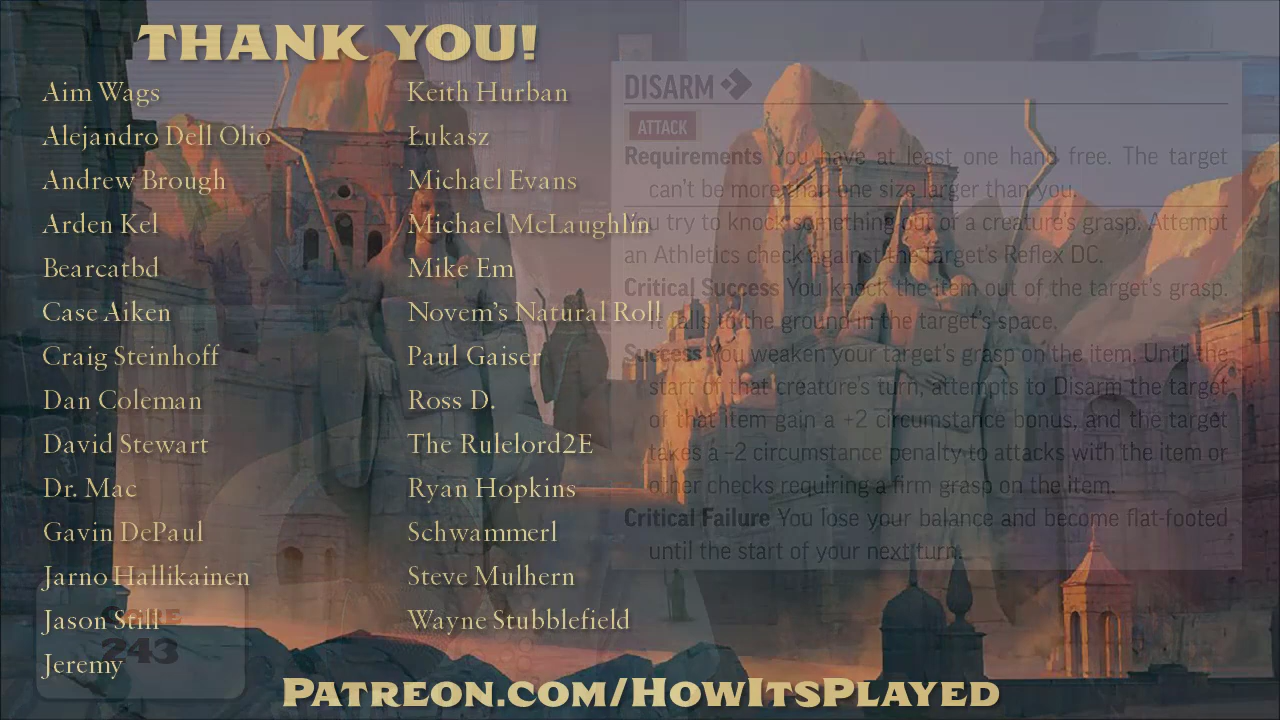 THANK YOU!
Aim Wags
Alejandro Dell Olio
Andrew Brough
Arden Kel
Bearcatbd
Case Aiken
Craig Steinhoff
Dan Coleman
David Stewart
Dr. Mac
Gavin DePaul
Jarno Hallikainen
Jason Still
Jeremy
Keith Hurban
Łukasz
Michael Evans
Michael McLaughlin
Mike Em
Novem's Natural Roll
Paul Gaiser
Ross D.
The Rulelord2E
Ryan Hopkins
Schwammerl
Steve Mulhern
Wayne Stubblefield
DISARM
ATTACK
Requirements You have at least one hand free. The target
can't be more than one size larger than you.
You try to knock something out of a creature's grasp. Attempt
an Athletics check against the target's Reflex DC.
Critical Success You knock the item out of the target's grasp.
It falls to the ground in the target's space.
Success You weaken your target's grasp on the item. Until the
start of that creature's turn, attempts to Disarm the target
of that item gain a +2 circumstance bonus, and the target
takes a –2 circumstance penalty to attacks with the item or
other checks requiring a firm grasp on the item.
Critical Failure You lose your balance and become flat-footed
until the start of your next turn.
243
PATREON.COM/HOWITSPLAYED